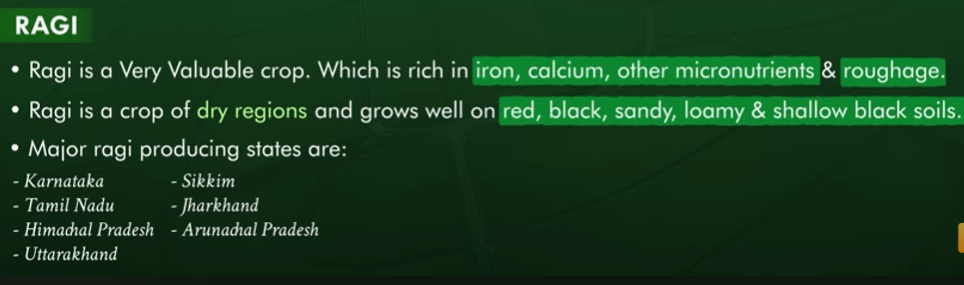 RAGI
• Ragi is a Very Valuable crop. Which is rich in iron, calcium, other micronutrients & roughage.
• Ragi is a crop of dry regions and grows well on red, black, sandy, loamy & shallow black soils.
• Major ragi producing states are:
- Karnataka - Sikkim
- Tamil Nadu - Jharkhand
- Himachal Pradesh - Arunachal Pradesh
- Uttarakhand